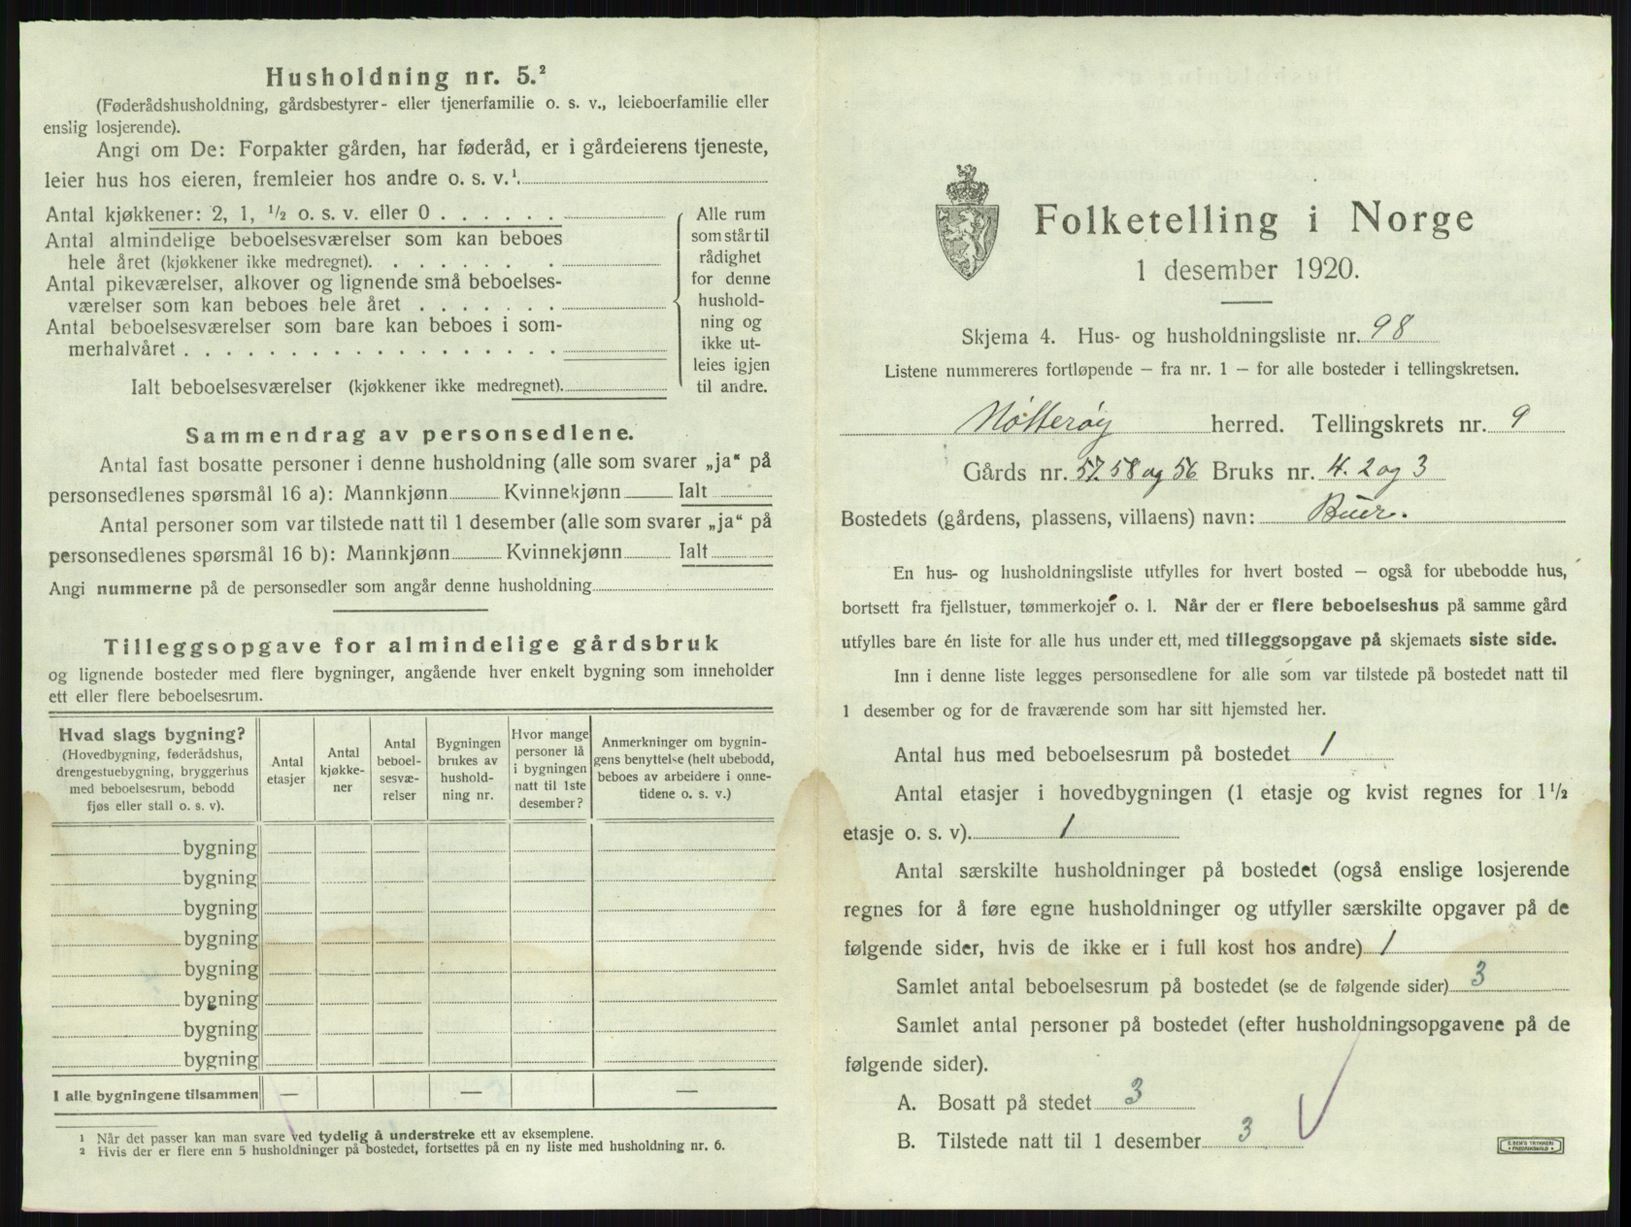 Husholdning nr. 5.²
(Føderådshusholdning, gårdsbestyrer- eller tjenerfamilie o. s. v., leieboerfamilie eller
enslig losjerende).
Angi om De: Forpakter gården, har føderåd, er i gårdeierens tjeneste,
leier hus hos eieren, fremleier hos andre o. s. v.¹
Antal kjøkkener: 2, 1, ½ o. s. v. eller 0 . . . . . .
Antal almindelige beboelsesværelser som kan beboes
hele året (kjøkkener ikke medregnet). . . . . . . .
Antal pikeværelser, alkover og lignende små beboelses-
værelser som kan beboes hele året . . . . . . .
Antal beboelsesværelser som bare kan beboes i som-
merhalvåret . . . . . . . . . . . . . . . . .
Ialt beboelsesværelser (kjøkkener ikke medregnet).
Alle rum
som står til
rådighet
for denne
hushold-
ning og
ikke ut-
leies igjen
til andre.
Sammendrag av personsedlene.
Antal fast bosatte personer i denne husholdning (alle som svarer „ja“ på
personsedlenes spørsmål 16 a): Mannkjønn Kvinnekjønn Ialt
Antal personer som var tilstede natt til 1 desember (alle som svarer „ja“ på
personsedlenes spørsmål 16 b): Mannkjønn Kvinnekjønn Ialt
Angi nummerne på de personsedler som angår denne husholdning
Tilleggsopgave for almindelige gårdsbruk
og lignende bosteder med flere bygninger, angående hver enkelt bygning som inneholder
ett eller flere beboelsesrum.
Hvad slags bygning?
(Hovedbygning, føderådshus,
drengestuebygning, bryggerhus
med beboelsesrum, bebodd
fjøs eller stall o. s. v).
Antal
etasjer
Antal
kjøkke-
ner
Antal
beboel-
sesvæ-
relser
Bygningen
brukes av
hushold-
ning nr.
Hvor mange
personer lå
i bygningen
natt til 1ste
desember?
Anmerkninger om bygnin-
gens benyttelse (helt ubebodd,
beboes av arbeidere i onne-
tidene o. s. v.)
bygning
bygning
bygning
bygning
bygning
bygning
bygning
bygning
I alle bygningene tilsammen — — —
¹ Når det passer kan man svare ved tydelig å understreke ett av eksemplene.
² Hvis der er flere enn 5 husholdninger på bostedet, fortsettes på en ny liste med husholdning nr. 6.
Folketelling i Norge
1 desember 1920.
Skjema 4. Hus- og husholdningsliste nr. 98
Listene nummereres fortløpende — fra nr. 1 — for alle bosteder i tellingskretsen.
Nøtterøy herred. Tellingskrets nr. 9
Gårds nr. 57.58 og 56 Bruks nr. 4. 2 og 3
Bostedets (gårdens, plassens, villaens) navn: Buer.
En hus- og husholdningsliste utfylles for hvert bosted — også for ubebodde hus,
bortsett fra fjellstuer, tømmerkojer o. l. Når der er flere beboelseshus på samme gård
utfylles bare én liste for alle hus under ett, med tilleggsopgave på skjemaets siste side.
Inn i denne liste legges personsedlene for alle som var tilstede på bostedet natt til
1 desember og for de fraværende som har sitt hjemsted her.
Antal hus med beboelsesrum på bostedet 1
Antal etasjer i hovedbygningen (1 etasje og kvist regnes for 1½
etasje o. s. v). 1
Antal særskilte husholdninger på bostedet (også enslige losjerende
regnes for å føre egne husholdninger og utfyller særskilte opgaver på de
følgende sider, hvis de ikke er i full kost hos andre) 1
Samlet antal beboelsesrum på bostedet (se de følgende sider) 3
Samlet antal personer på bostedet (efter husholdningsopgavene på de
følgende sider).
A. Bosatt på stedet 3
B. Tilstede natt til 1 desember 3